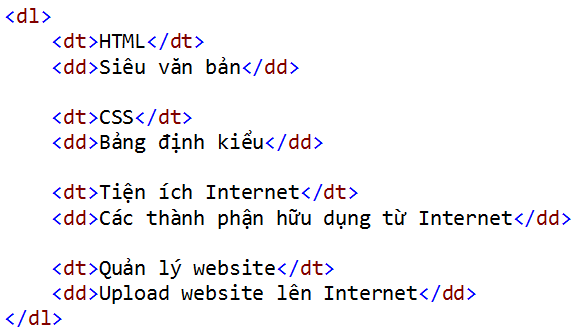 <dl>
    <dt>HTML</dt>
    <dd>Siêu văn bản</dd>
    <dt>CSS</dt>
    <dd>Bảng định kiểu</dd>
    <dt>Tiện ích Internet</dt>
    <dd>Các thành phận hữu dụng từ Internet</dd>
    <dt>Quản lý website</dt>
    <dd>Upload website lên Internet</dd>
</dl>